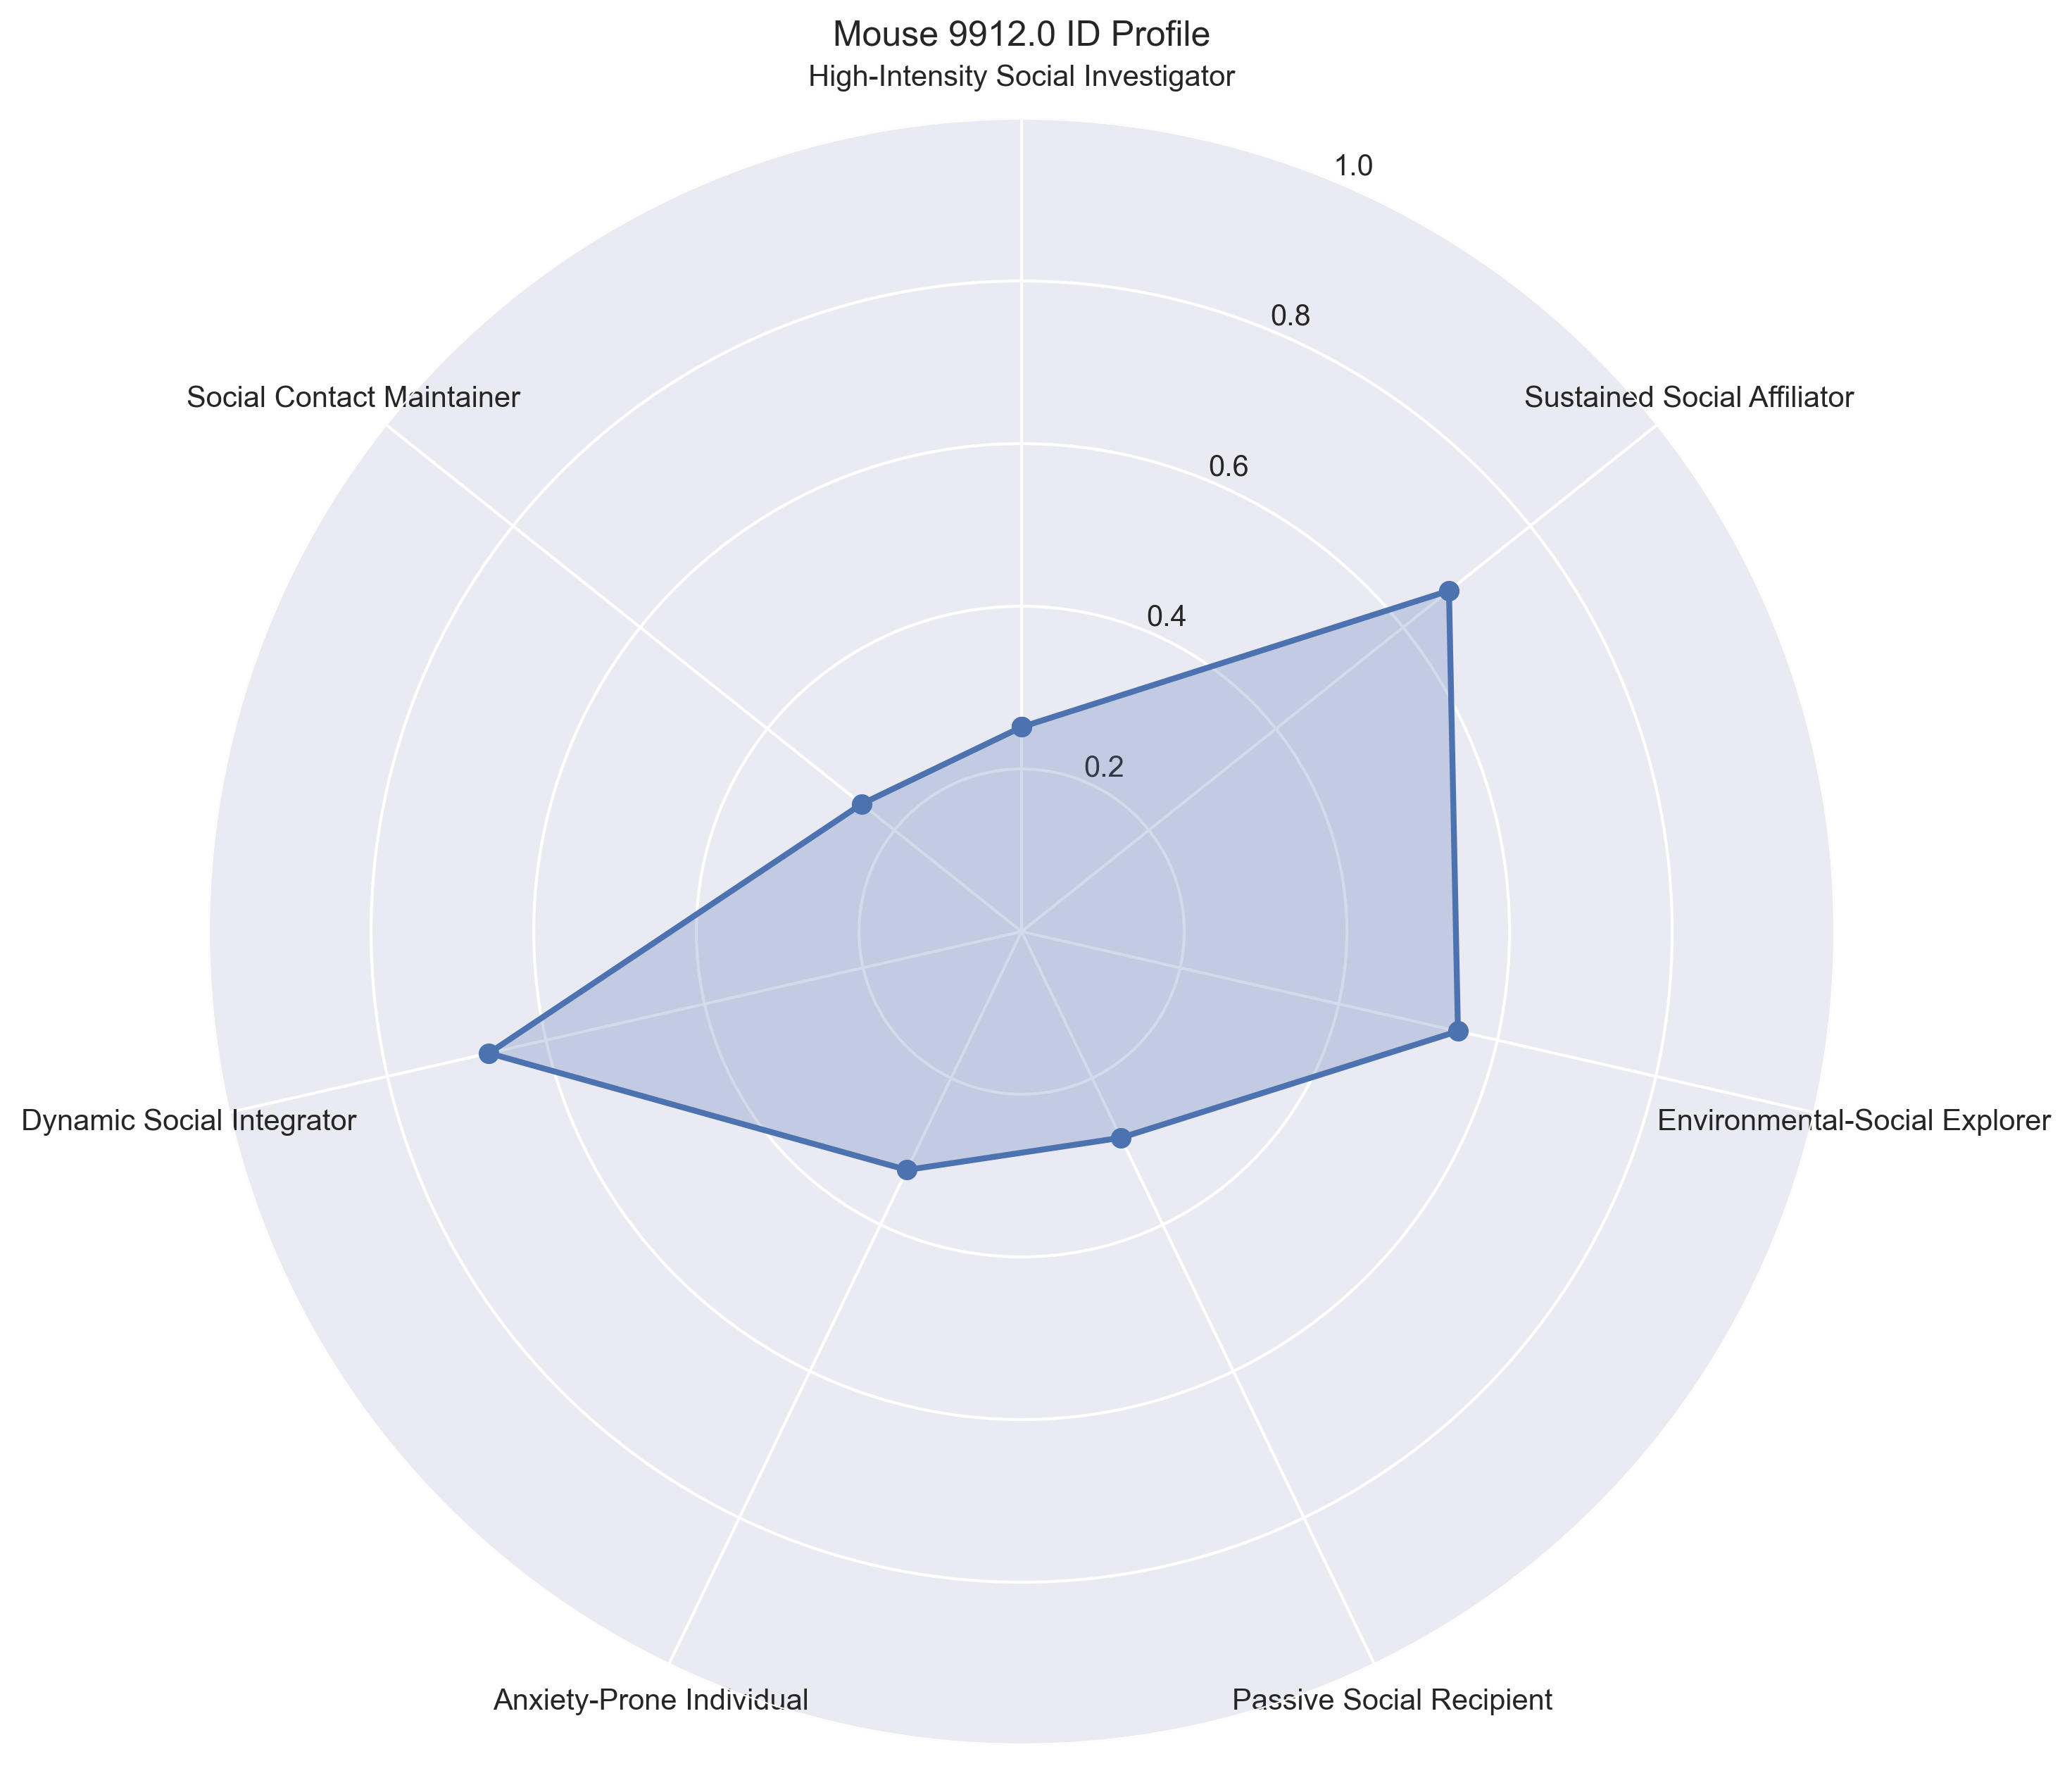 Mouse 9912.0 ID Profile
High-Intensity Social Investigator
1.0
0.8
Social Contact Maintainer
Sustained Social Affiliator
0.6
0.4
0.2
Dynamic Social Integrator
Environmental-Social Explorer
Anxiety-Prone Individual
Passive Social Recipient